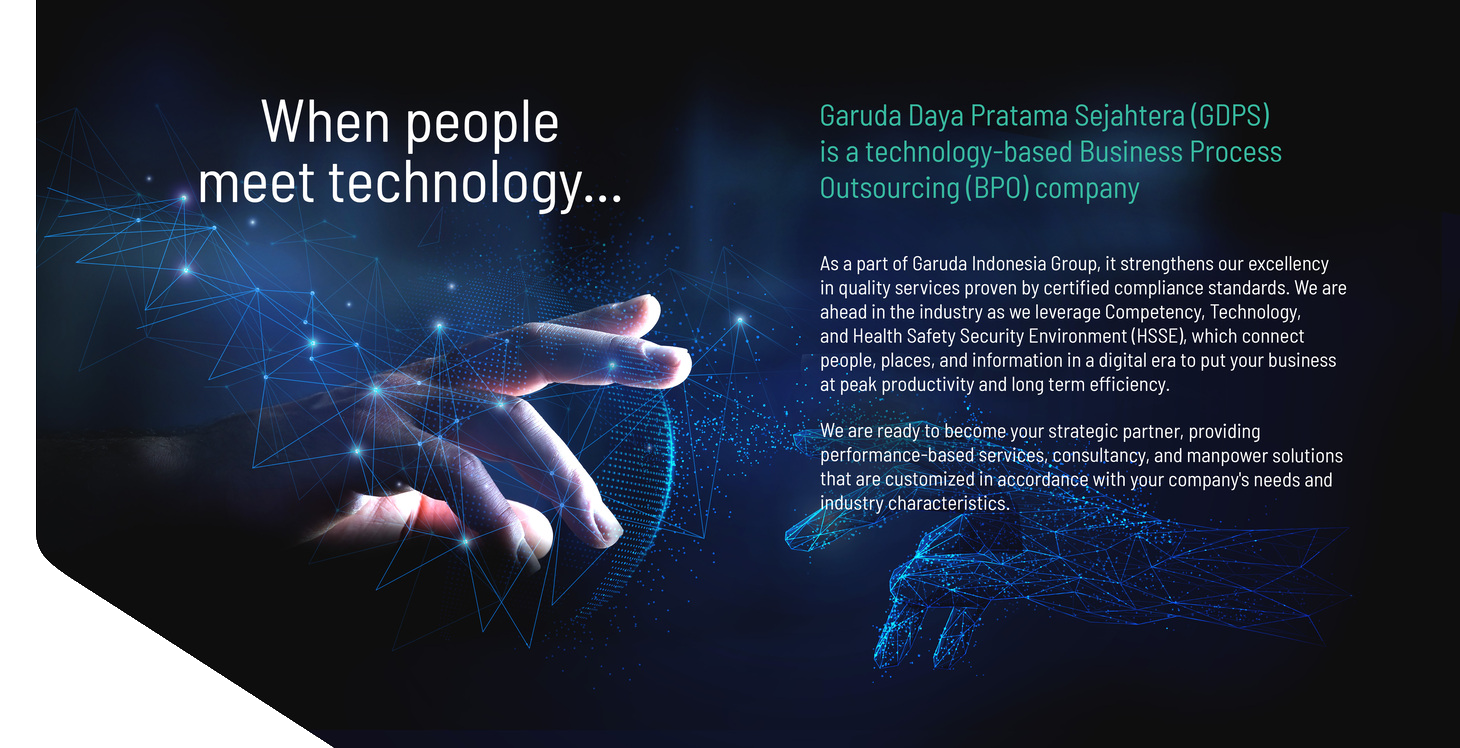 When people
meet technology...
Garuda Daya Pratama Sejahtera (GDPS)
is a technology-based Business Process
Outsourcing (BPO) company
As a part of Garuda Indonesia Group, it strengthens our excellency
in quality services proven by certified compliance standards. We are
ahead in the industry as we leverage Competency, Technology,
and Health Safety Security Environment (HSSE), which connect
people, places, and information in a digital era to put your business
at peak productivity and long term efficiency.
We are ready to become your strategic partner, providing
performance-based services, consultancy, and manpower solutions
that are customized in accordance with your company's needs and
industry characteristics.